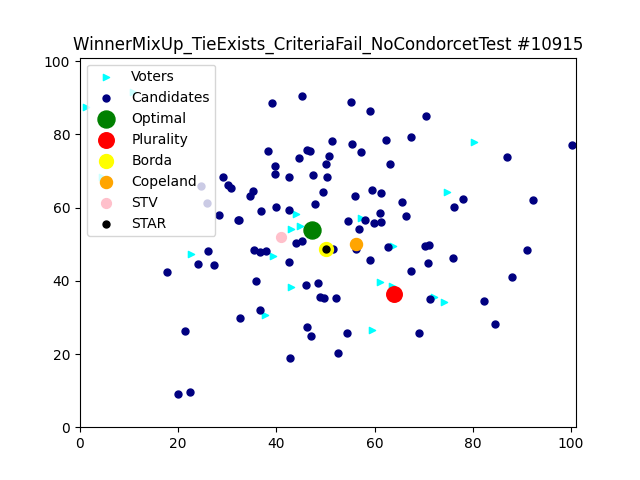 WinnerMixUp_TieExists_CriteriaFail_NoCondorcetTest #10915
100
80
60
40
20
0
Voters
Candidates
Optimal
Plurality
Borda
Copeland
STV
STAR
0 20 40 60 80 100